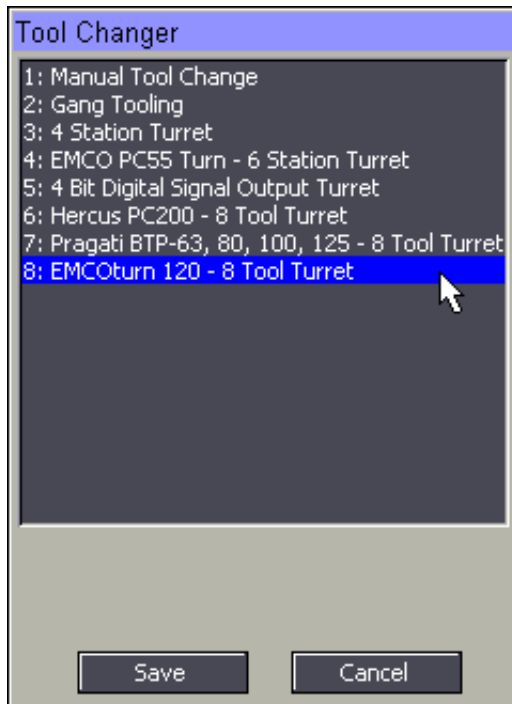 Tool Changer
1: Manual Tool Change
2: Gang Tooling
3: 4 Station Turret
4: EMCO PC55 Turn - 6 Station Turret
5: 4 Bit Digital Signal Output Turret
6: Hercus PC200 - 8 Tool Turret
7: Pragati BTP-63, 80, 100, 125 - 8 Tool Turret
8: EMCOturn 120 - 8 Tool Turret
Save Cancel